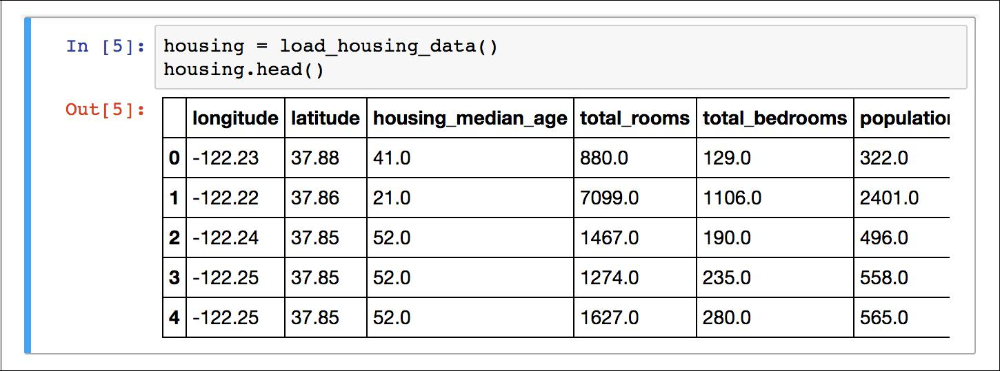 In [5]: housing = load_housing_data()
housing.head()
Out[5]:
longitude latitude housing_median_age total_rooms total_bedrooms population
0 -122.23 37.88 41.0 880.0 129.0 322.0
1 -122.22 37.86 21.0 7099.0 1106.0 2401.0
2 -122.24 37.85 52.0 1467.0 190.0 496.0
3 -122.25 37.85 52.0 1274.0 235.0 558.0
4 -122.25 37.85 52.0 1627.0 280.0 565.0